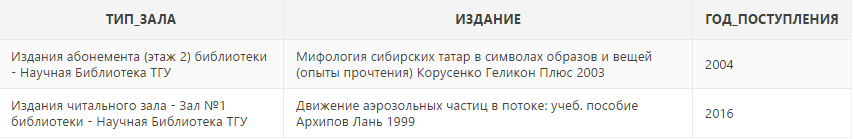 ТИП_ЗАЛА ИЗДАНИЕ ГОД_ПОСТУПЛЕНИЯ
Издания абонемента (этаж 2) библиотеки
- Научная Библиотека ТГУ
Мифология сибирских татар в символах образов и вещей
(опыты прочтения) Корусенко Геликон Плюс 2003
2004
Издания читального зала - Зал №1
библиотеки - Научная Библиотека ТГУ
Движение аэрозольных частиц в потоке: учеб. пособие
Архипов Лань 1999
2016